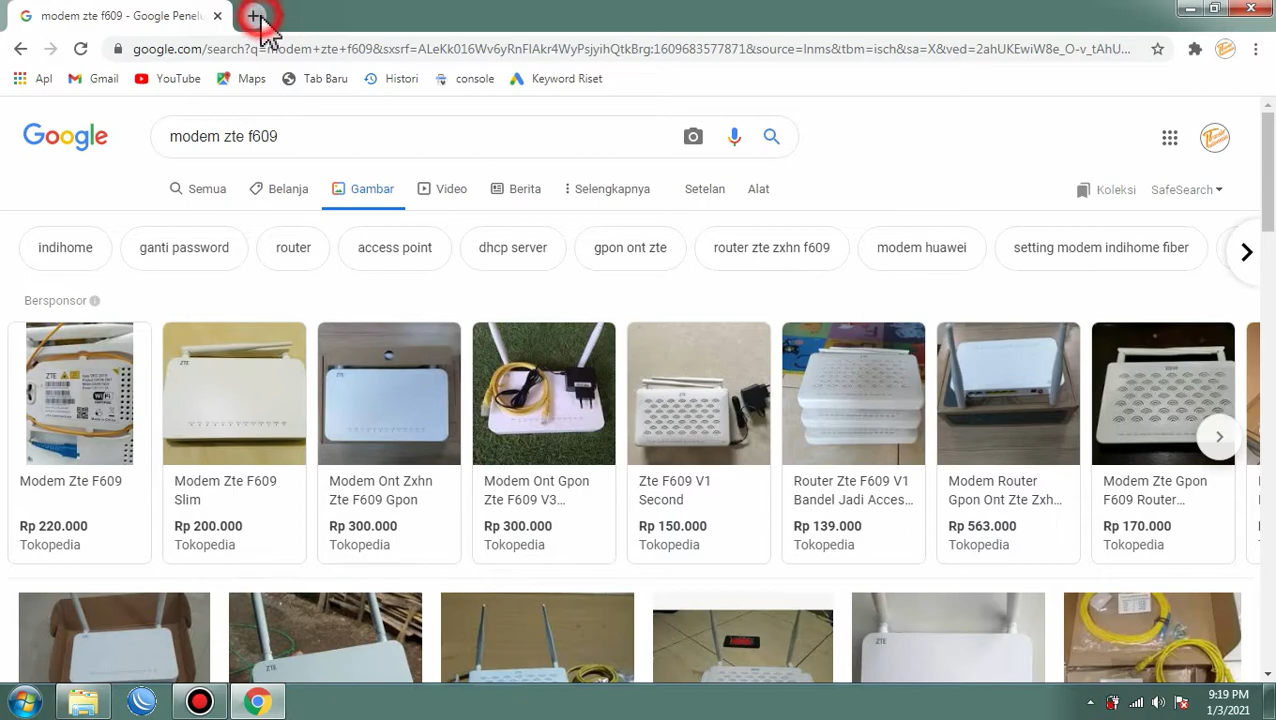 modem zte f609 - Google Penelu
google.com/search?q=modem+zte+f609&sxsrf=ALeKk016Wv6yRnFlAkr4WyPsjyihQtkBrg:1609683577871&source=lnms&tbm=isch&sa=X&ved=2ahUKEwiW8e_O-v_tAhU...
Apl Gmail YouTube Maps Tab Baru Histori console Keyword Riset
Google modem zte f609
Semua Belanja Gambar Video Berita Selengkapnya Setelan Alat Koleksi SafeSearch
indihome ganti password router access point dhcp server gpon ont zte router zte zxhn f609 modem huawei setting modem indihome fiber
Bersponsor
Modem Zte F609
Rp 220.000
Tokopedia
Modem Zte F609
Slim
Rp 200.000
Tokopedia
Modem Ont Zxhn
Zte F609 Gpon
Rp 300.000
Tokopedia
Modem Ont Gpon
Zte F609 V3...
Rp 300.000
Tokopedia
Zte F609 V1
Second
Rp 150.000
Tokopedia
Router Zte F609 V1
Bandel Jadi Acces...
Rp 139.000
Tokopedia
Modem Router
Gpon Ont Zte Zxh...
Rp 563.000
Tokopedia
Modem Zte Gpon
F609 Router...
Rp 170.000
Tokopedia
9:19 PM
1/3/2021